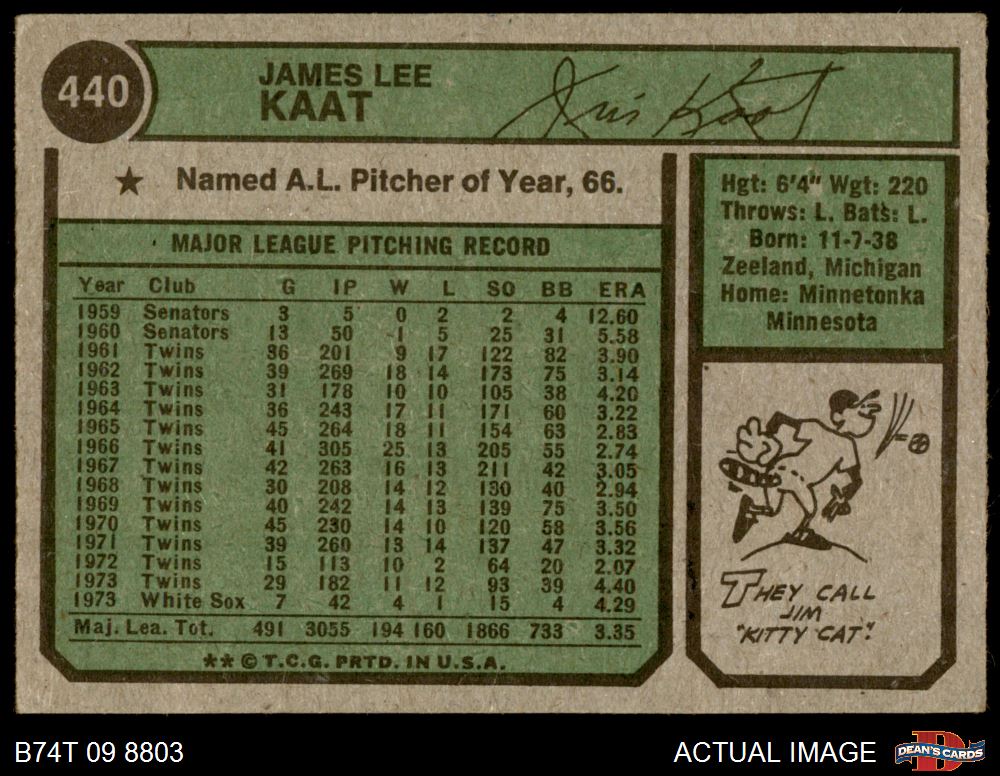 440
JAMES LEE
KAAT
Jim Kaat
★ Named A.L. Pitcher of Year, 66.
MAJOR LEAGUE PITCHING RECORD
Year Club G IP W L SO BB ERA
1959 Senators 3 5 0 2 2 4 12.60
1960 Senators 13 50 1 5 25 31 5.58
1961 Twins 36 201 9 17 122 82 3.90
1962 Twins 39 269 18 14 173 75 3.14
1963 Twins 31 178 10 10 105 38 4.20
1964 Twins 36 243 17 11 171 60 3.22
1965 Twins 45 264 18 11 154 63 2.83
1966 Twins 41 305 25 13 205 55 2.74
1967 Twins 42 263 16 13 211 42 3.05
1968 Twins 30 208 14 12 130 40 2.94
1969 Twins 40 242 14 13 139 75 3.50
1970 Twins 45 230 14 10 120 58 3.56
1971 Twins 39 260 13 14 137 47 3.32
1972 Twins 15 113 10 2 64 20 2.07
1973 Twins 29 182 11 12 93 39 4.40
1973 White Sox 7 42 4 1 15 4 4.29
Maj. Lea. Tot. 491 3055 194 160 1866 733 3.35
★★ © T.C.G. PRTD. IN U.S.A.
Hgt: 6'4" Wgt: 220
Throws: L. Bats: L.
Born: 11-7-38
Zeeland, Michigan
Home: Minnetonka
Minnesota
THEY CALL
JIM
"KITTY CAT".
B74T 09 8803
ACTUAL IMAGE
DEAN'S CARDS